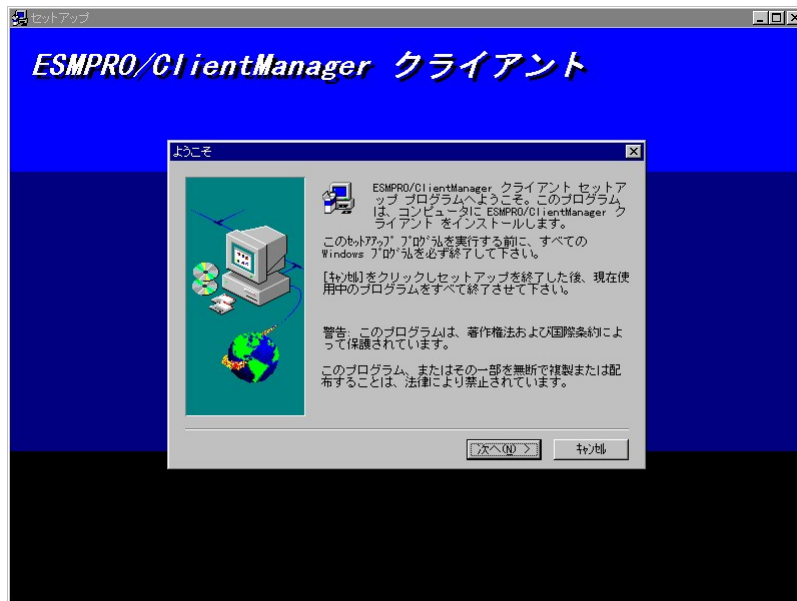 セットアップ
ESMPRO/ClientManager クライアント
ようこそ
ESMPRO/ClientManager クライアント セットア
ップ プログラムへようこそ。このプログラム
は、コンピュータに ESMPRO/ClientManager ク
ライアント をインストールします。
このｾｯﾄｱｯﾌﾟ ﾌﾟﾛｸﾞﾗﾑを実行する前に、すべての
Windows ﾌﾟﾛｸﾞﾗﾑを必ず終了して下さい。
[ｷｬﾝｾﾙ]をクリックしセットアップを終了した後、現在使
用中のプログラムをすべて終了させて下さい。
警告: このプログラムは、著作権法および国際条約によ
って保護されています。
このプログラム、またはその一部を無断で複製または配
布することは、法律により禁止されています。
次へ(N) >
ｷｬﾝｾﾙ